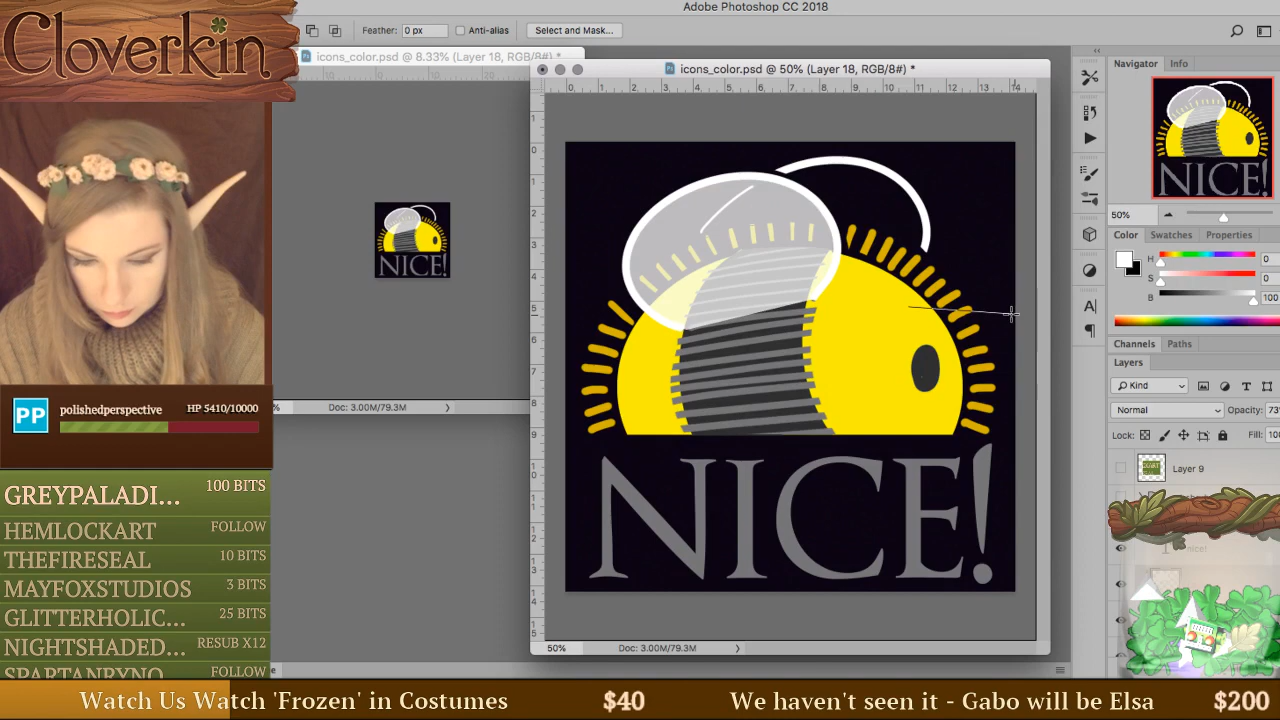 Adobe Photoshop CC 2018
Cloverkin
Feather: 0 px Anti-alias Select and Mask...
icons_color.psd @ 8.33% (Layer 18, RGB/8#) *
icons_color.psd @ 50% (Layer 18, RGB/8#) *
Navigator Info
NICE!
NICE!
NICE!
50%
Color Swatches Properties
H 0
S 0
B 100
Channels Paths
Layers
Kind
Normal Opacity: 73
Lock: Fill: 100
Layer 9
Doc: 3.00M/79.3M
50% Doc: 3.00M/79.3M
PP polishedperspective HP 5410/10000
GREYPALADI... 100 BITS
HEMLOCKART FOLLOW
THEFIRESEAL 10 BITS
MAYFOXSTUDIOS 3 BITS
GLITTERHOLIC... 25 BITS
NIGHTSHADED... RESUB X12
SPARTANRYNO FOLLOW
Watch Us Watch 'Frozen' in Costumes $40 We haven't seen it - Gabo will be Elsa $200